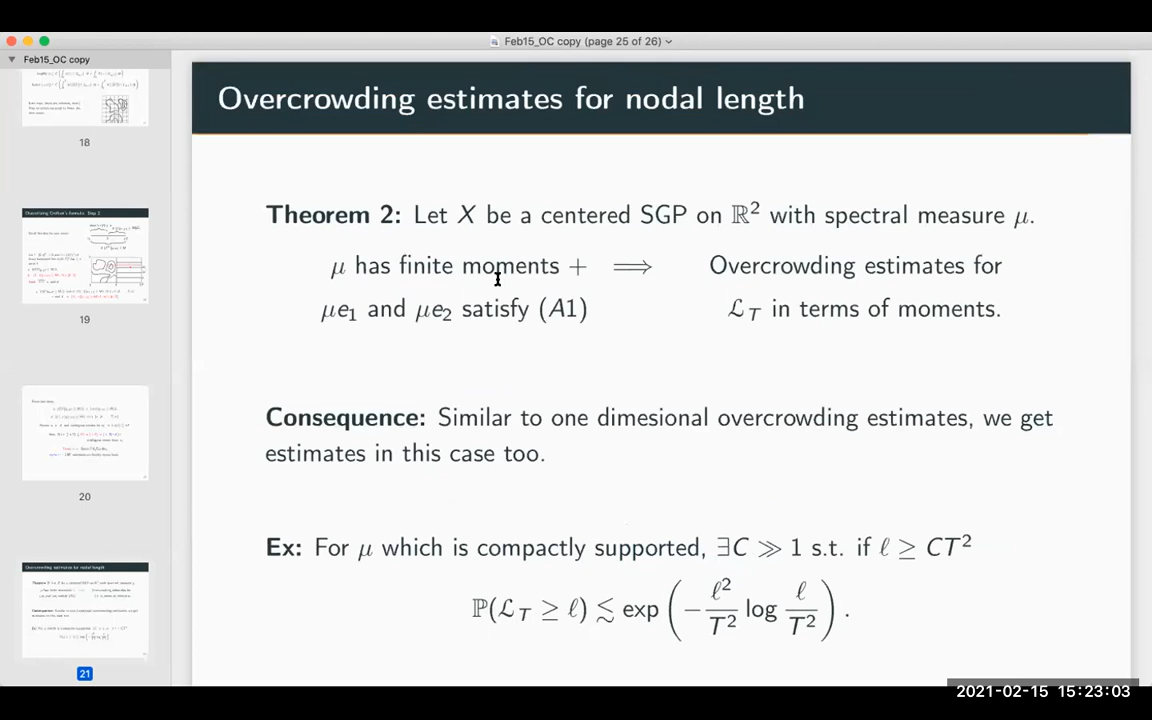 Feb15_OC copy (page 25 of 26)
Feb15_OC copy
18
19
20
21
Overcrowding estimates for nodal length
Theorem 2: Let X be a centered SGP on ℝ² with spectral measure μ.
μ has finite moments + ⟹ Overcrowding estimates for
μe₁ and μe₂ satisfy (A1) ℒ_T in terms of moments.
Consequence: Similar to one dimesional overcrowding estimates, we get
estimates in this case too.
Ex: For μ which is compactly supported, ∃C ≫ 1 s.t. if ℓ ≥ CT²
ℙ(ℒ_T ≥ ℓ) ≲ exp(−ℓ²/T² log ℓ/T²).
2021-02-15 15:23:03